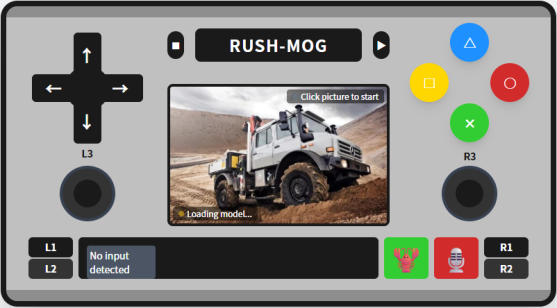 RUSH-MOG
Click picture to start
L3
R3
Loading model...
L1
L2
No input
detected
R1
R2